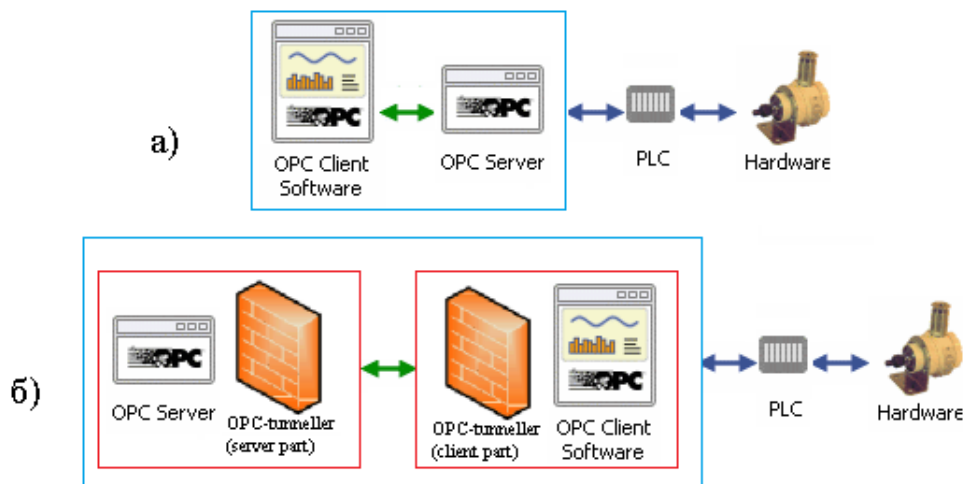 а)
OPC
OPC
OPC Client
Software
OPC Server
PLC
Hardware
б)
OPC
OPC
OPC Server
OPC-tunneller
(server part)
OPC-tunneller
(client part)
OPC Client
Software
PLC
Hardware